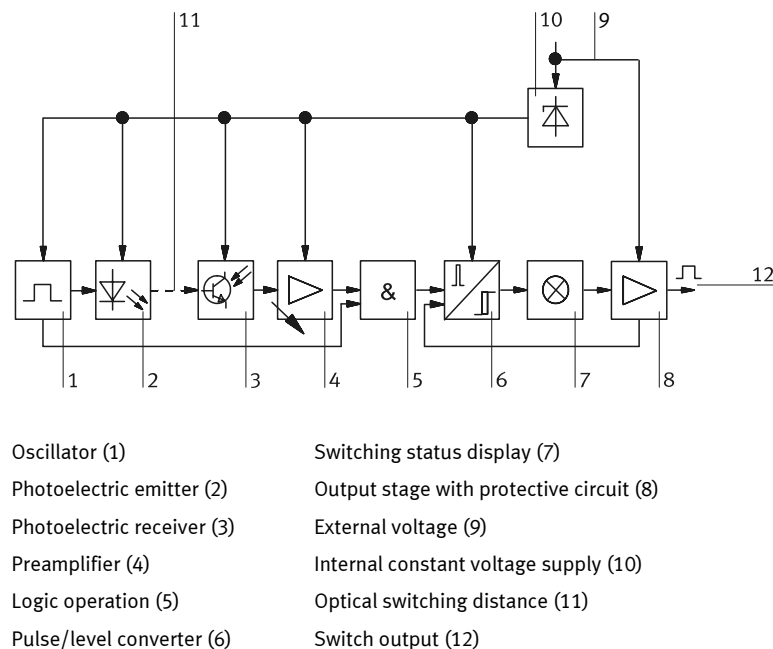 11
10
9
&
12
1
2
3
4
5
6
7
8
Oscillator (1)
Photoelectric emitter (2)
Photoelectric receiver (3)
Preamplifier (4)
Logic operation (5)
Pulse/level converter (6)
Switching status display (7)
Output stage with protective circuit (8)
External voltage (9)
Internal constant voltage supply (10)
Optical switching distance (11)
Switch output (12)